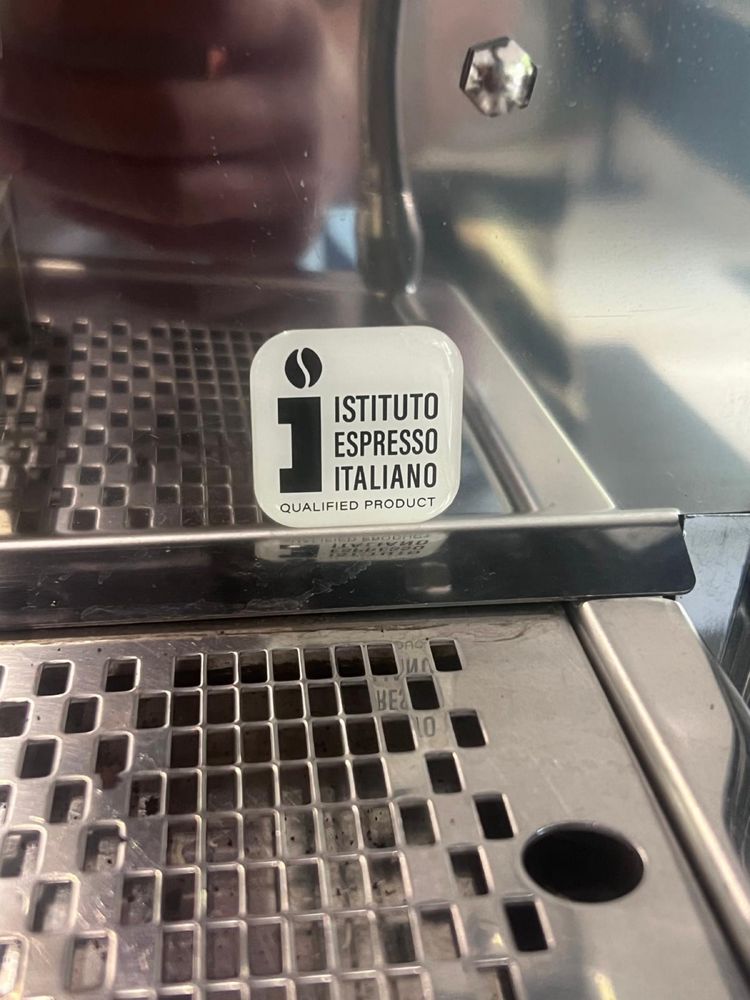 ISTITUTO
ESPRESSO
ITALIANO
QUALIFIED PRODUCT